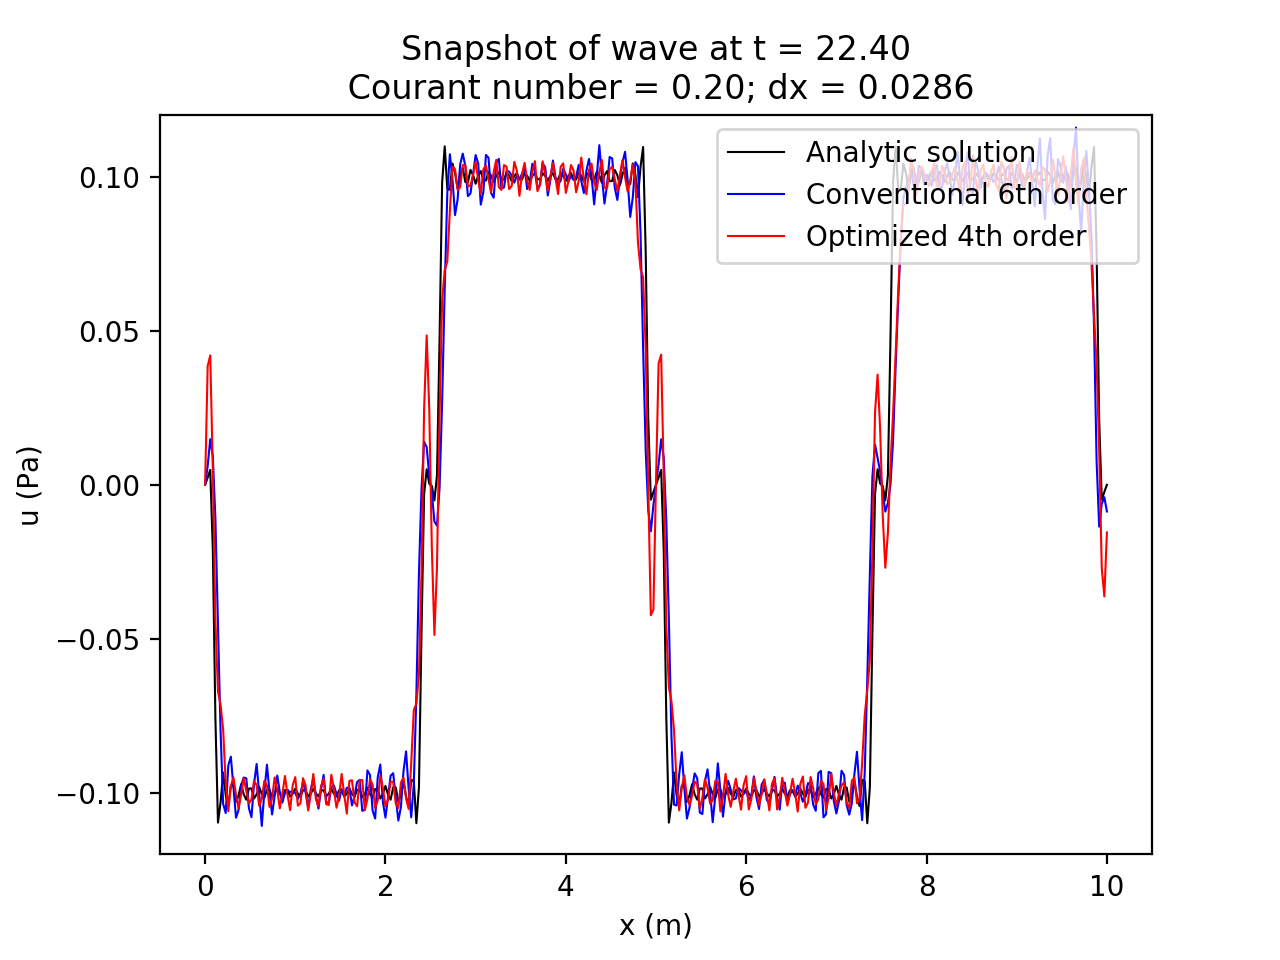 Snapshot of wave at t = 22.40
Courant number = 0.20; dx = 0.0286
Analytic solution
Conventional 6th order
Optimized 4th order
0.10
0.05
0.00
−0.05
−0.10
u (Pa)
0 2 4 6 8 10
x (m)